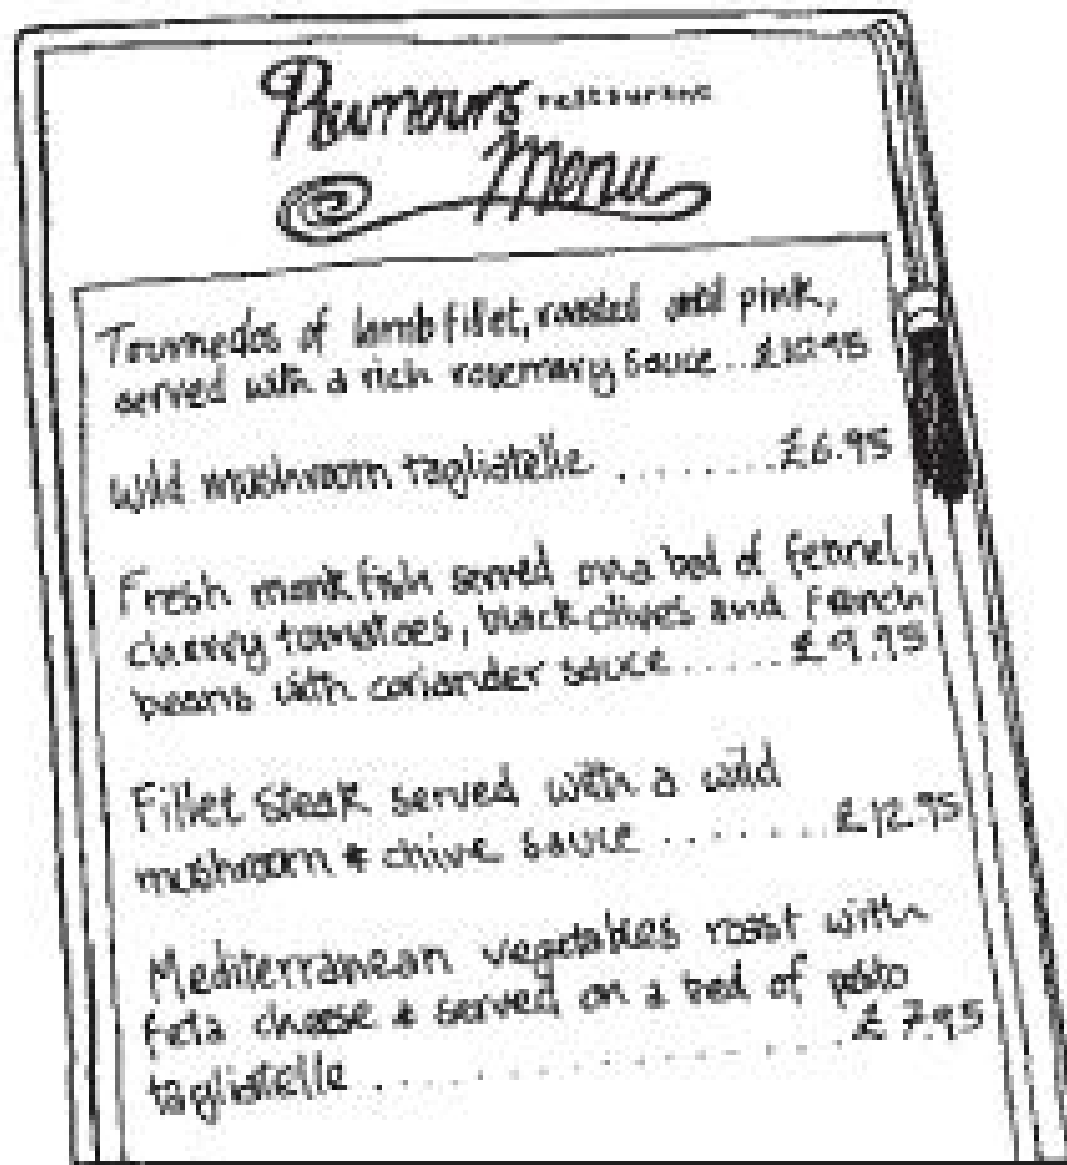 Rumours restaurant
Menu
Tournedos of lamb fillet, roasted and pink,
served with a rich rosemary sauce .. £10.95
Wild mushroom tagliatelle ........ £6.95
Fresh monkfish served on a bed of fennel,
cherry tomatoes, black olives and French
beans with coriander sauce ..... £9.95
Fillet steak served with a wild
mushroom & chive sauce ....... £12.95
Mediterranean vegetables roast with
feta cheese & served on a bed of pesto
tagliatelle .............. £7.95